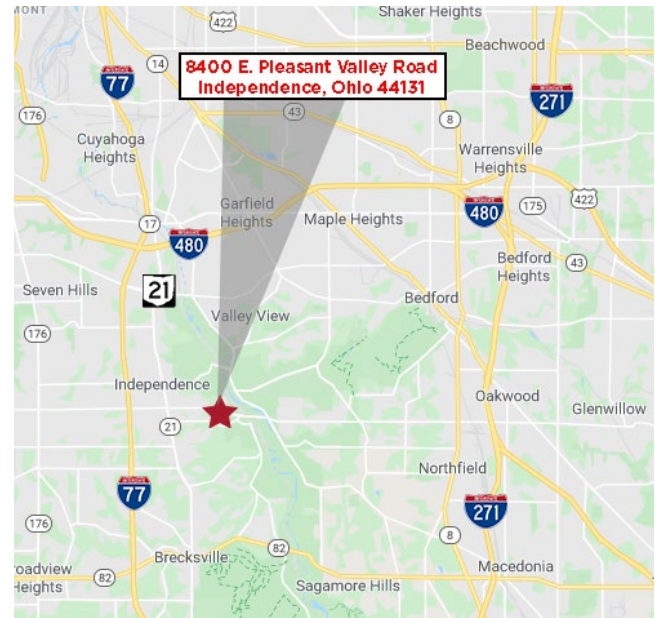 MONT
422
Shaker Heights
Beachwood
8400 E. Pleasant Valley Road
Independence, Ohio 44131
14
77
271
176
43
8
Cuyahoga
Heights
Warrensville
Heights
Garfield
Heights
Maple Heights
480
175
422
17
480
43
Bedford
Heights
21
Seven Hills
Bedford
Valley View
176
Independence
Oakwood
Glenwillow
21
Northfield
77
271
176
8
Brecksville
82
Macedonia
roadview
Heights
82
Sagamore Hills